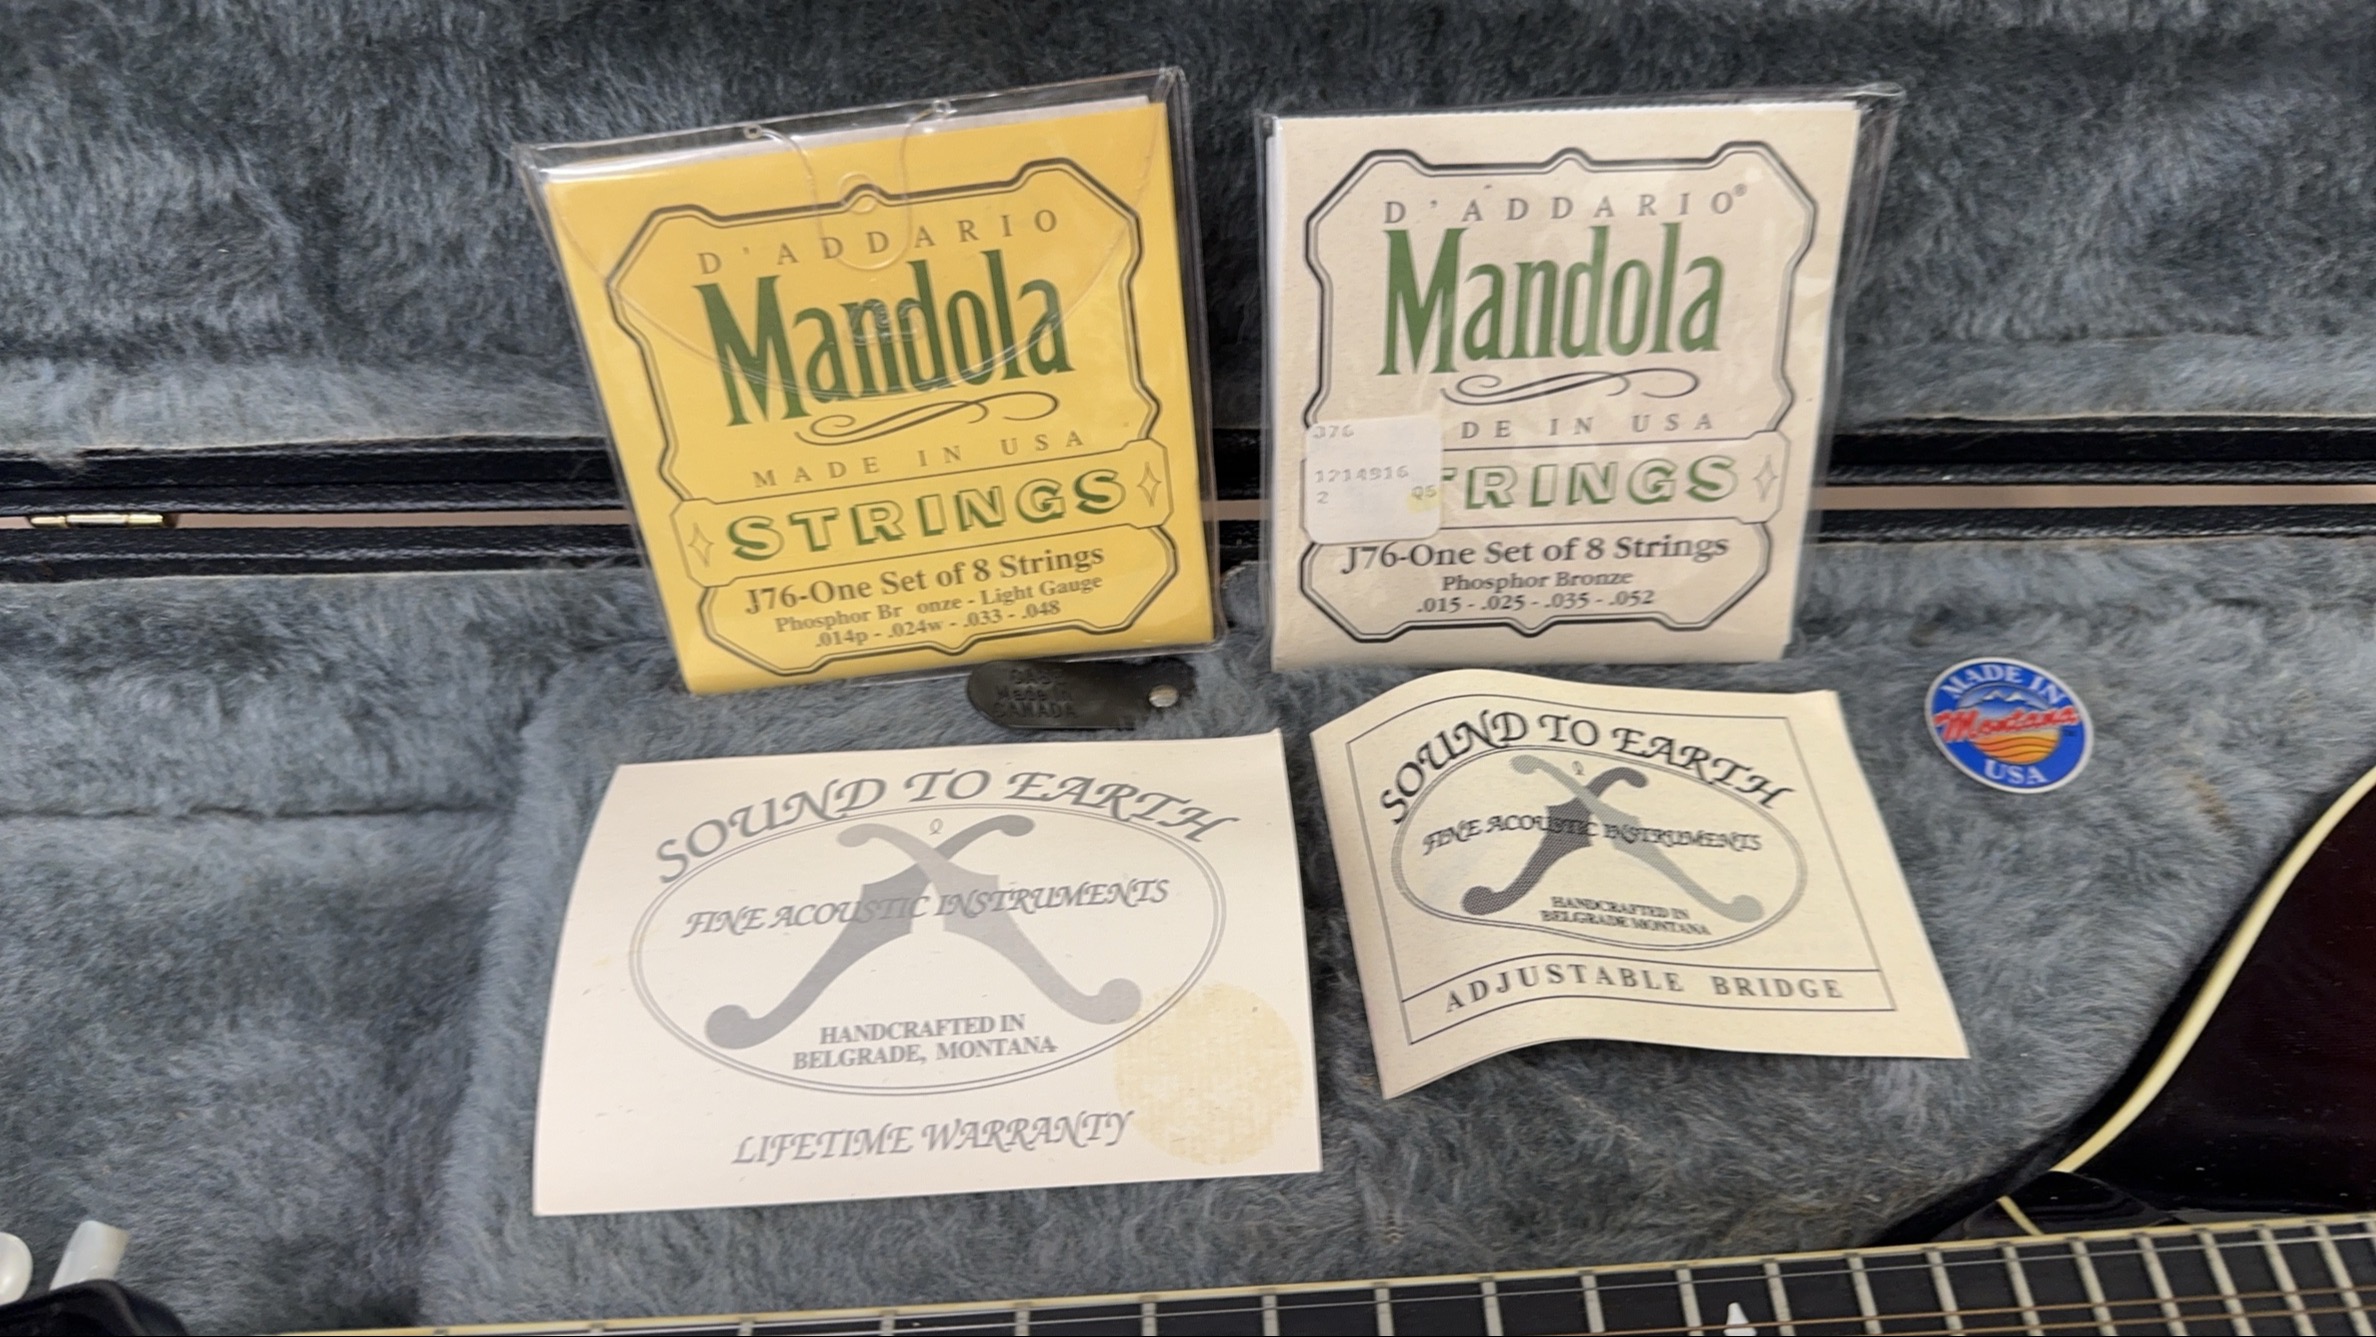 D'ADDARIO
Mandola
MADE IN USA
STRINGS
J76-One Set of 8 Strings
Phosphor Br onze - Light Gauge
.014p - .024w - .033 - .048
D'ADDARIO®
Mandola
DE IN USA
TRINGS
J76-One Set of 8 Strings
Phosphor Bronze
.015 - .025 - .035 - .052
376
2
05
Made in
CANADA
MADE IN
Montana
USA
SOUND TO EARTH
FINE ACOUSTIC INSTRUMENTS
HANDCRAFTED IN
BELGRADE, MONTANA
LIFETIME WARRANTY
SOUND TO EARTH
FINE ACOUSTIC INSTRUMENTS
HANDCRAFTED IN
BELGRADE MONTANA
ADJUSTABLE BRIDGE